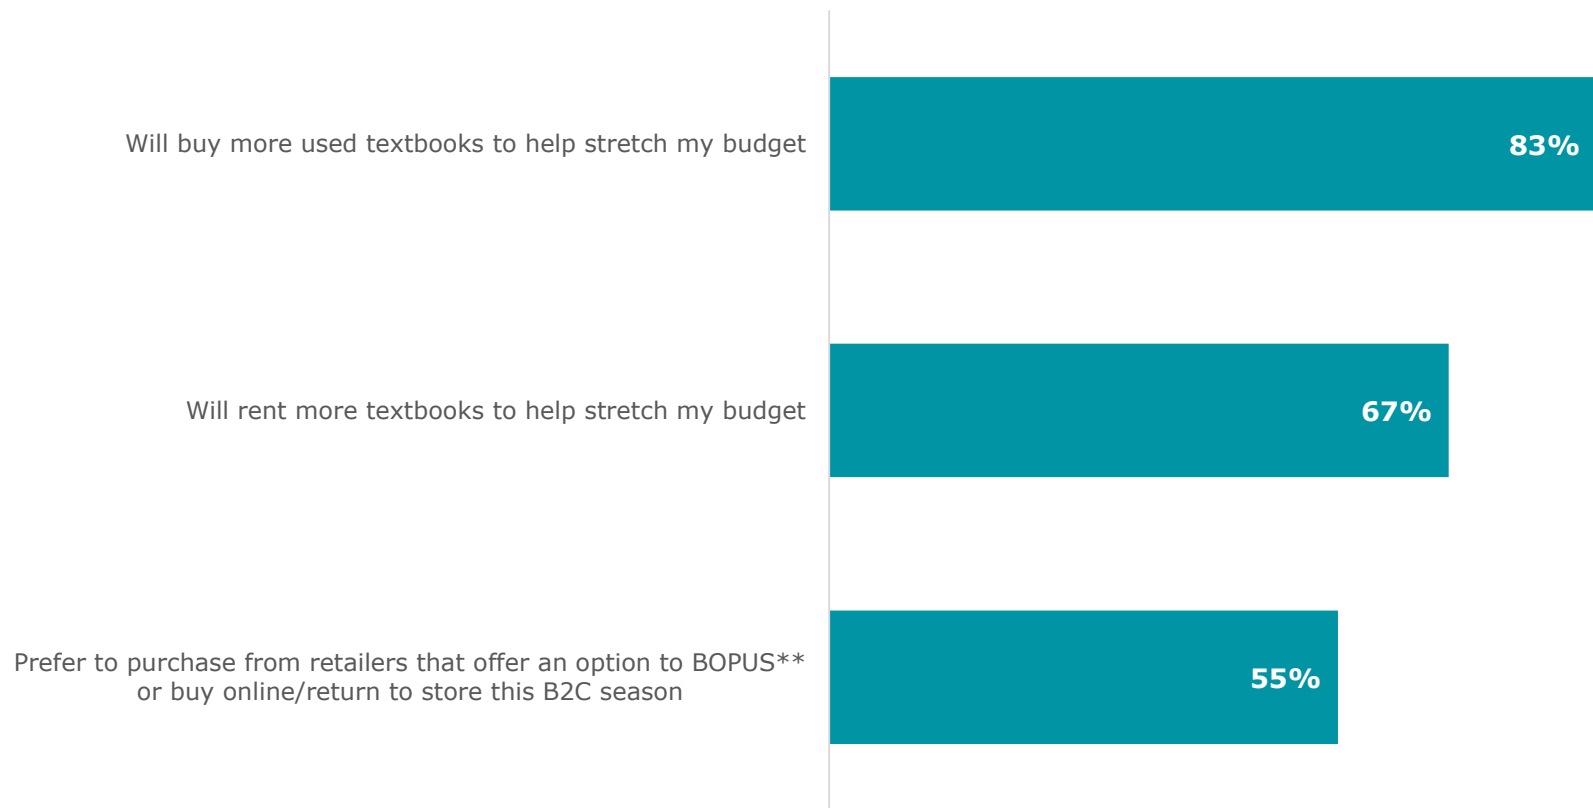 Will buy more used textbooks to help stretch my budget
83%
Will rent more textbooks to help stretch my budget
67%
Prefer to purchase from retailers that offer an option to BOPUS**
or buy online/return to store this B2C season
55%